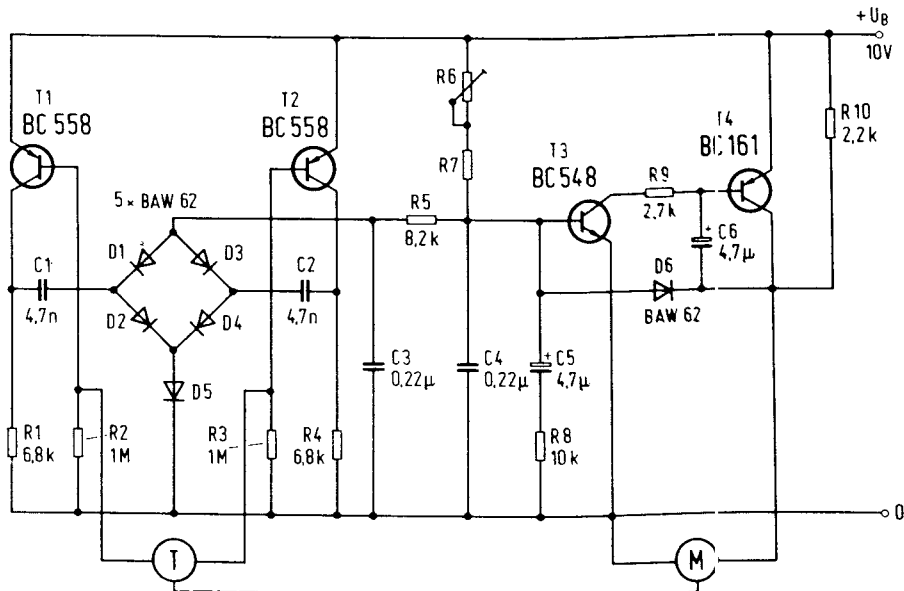 +UB
10V
R6
T1
BC 558
T2
BC 558
R10
2,2k
T4
BC161
R7
T3
BC 548
R9
2,7k
5 × BAW 62
R5
8,2k
C6
+
4,7µ
D1
D3
D6
BAW 62
C1
4,7n
C2
4,7n
D2
D4
C3
0,22µ
C4
0,22µ
C5
+
4,7µ
D5
R1
6,8k
R2
1M
R3
1M
R4
6,8k
R8
10k
0
T
M